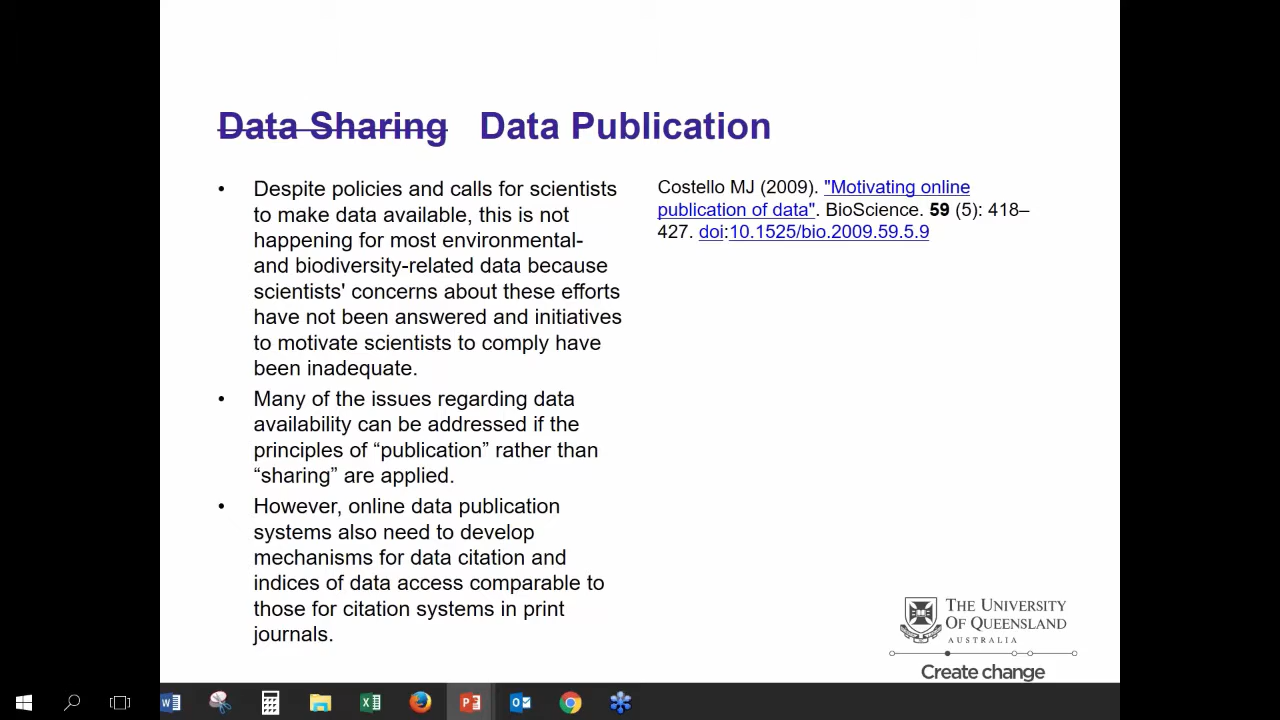 Data Sharing Data Publication
• Despite policies and calls for scientists
to make data available, this is not
happening for most environmental-
and biodiversity-related data because
scientists' concerns about these efforts
have not been answered and initiatives
to motivate scientists to comply have
been inadequate.
• Many of the issues regarding data
availability can be addressed if the
principles of “publication” rather than
“sharing” are applied.
• However, online data publication
systems also need to develop
mechanisms for data citation and
indices of data access comparable to
those for citation systems in print
journals.
Costello MJ (2009). "Motivating online
publication of data". BioScience. 59 (5): 418–
427. doi:10.1525/bio.2009.59.5.9
THE UNIVERSITY
OF QUEENSLAND
AUSTRALIA
Create change